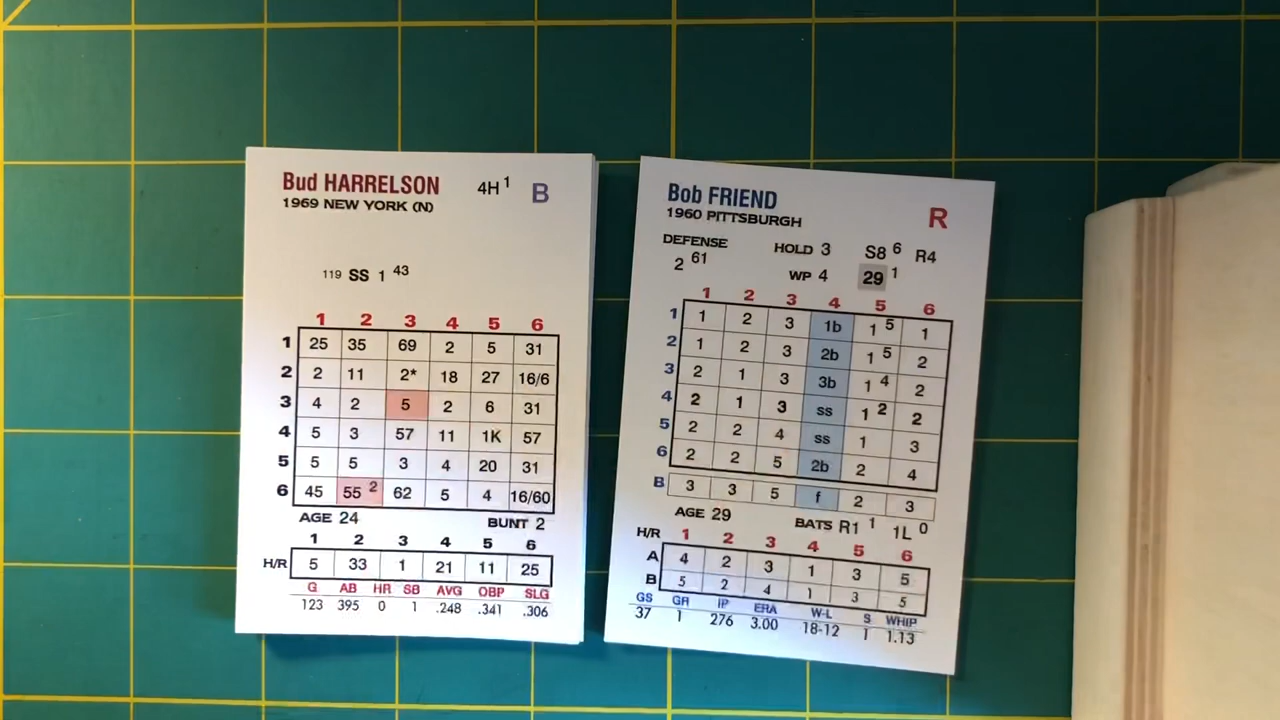 Bud HARRELSON 4H 1 B
1969 NEW YORK (N)
119 SS 1 43
1 2 3 4 5 6
1 25 35 69 2 5 31
2 2 11 2* 18 27 16/6
3 4 2 5 2 6 31
4 5 3 57 11 1K 57
5 5 5 3 4 20 31
6 45 55 2 62 5 4 16/60
AGE 24 BUNT 2
1 2 3 4 5 6
H/R 5 33 1 21 11 25
G AB HR SB AVG OBP SLG
123 395 0 1 .248 .341 .306
Bob FRIEND R
1960 PITTSBURGH
DEFENSE HOLD 3 S8 6 R4
2 61 WP 4 29 1
1 2 3 4 5 6
1 1 2 3 1b 1 5 1
2 1 2 3 2b 1 5 2
3 2 1 3 3b 1 4 2
4 2 1 3 ss 1 2 2
5 2 2 4 ss 1 3
6 2 2 5 2b 2 4
B 3 3 5 f 2 3
AGE 29 BATS R1 1 1L 0
H/R 1 2 3 4 5 6
A 4 2 3 1 3 5
B 5 2 4 1 3 5
GS GR IP ERA W-L S WHIP
37 1 276 3.00 18-12 1 1.13